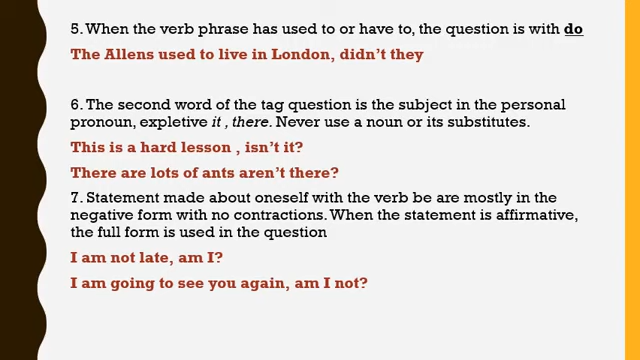 5. When the verb phrase has used to or have to, the question is with do
The Allens used to live in London, didn't they
6. The second word of the tag question is the subject in the personal
pronoun, expletive it , there. Never use a noun or its substitutes.
This is a hard lesson , isn't it?
There are lots of ants aren't there?
7. Statement made about oneself with the verb be are mostly in the
negative form with no contractions. When the statement is affirmative,
the full form is used in the question
I am not late, am I?
I am going to see you again, am I not?